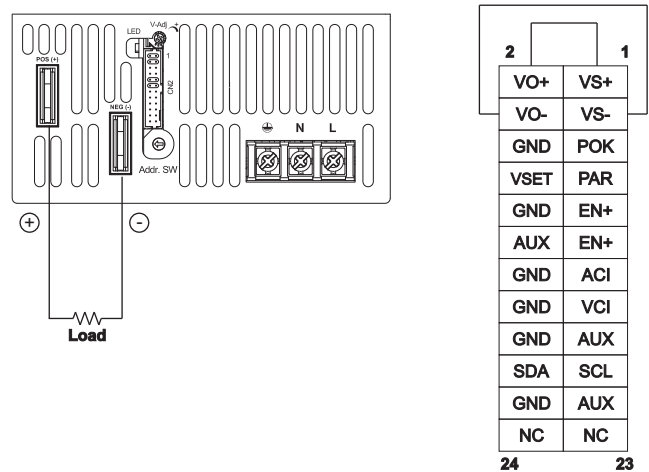 V-Adj +
LED
POS (+)
1
CN2
NEG (-)
N L
Addr. SW
+
-
Load
2 1
VO+ VS+
VO- VS-
GND POK
VSET PAR
GND EN+
AUX EN+
GND ACI
GND VCI
GND AUX
SDA SCL
GND AUX
NC NC
24 23